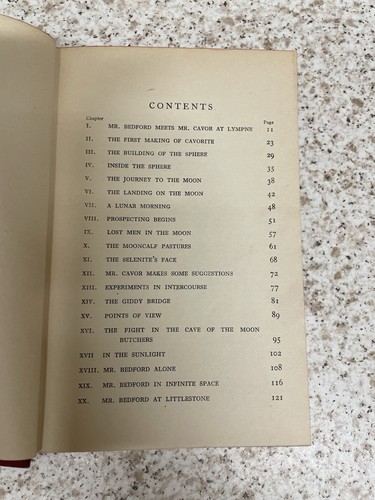 CONTENTS
Chapter Page
I. MR. BEDFORD MEETS MR. CAVOR AT LYMPNE 11
II. THE FIRST MAKING OF CAVORITE 23
III. THE BUILDING OF THE SPHERE 29
IV. INSIDE THE SPHERE 35
V. THE JOURNEY TO THE MOON 38
VI. THE LANDING ON THE MOON 42
VII. A LUNAR MORNING 48
VIII. PROSPECTING BEGINS 51
IX. LOST MEN IN THE MOON 57
X. THE MOONCALF PASTURES 61
XI. THE SELENITE'S FACE 68
XII. MR. CAVOR MAKES SOME SUGGESTIONS 72
XIII. EXPERIMENTS IN INTERCOURSE 77
XIV. THE GIDDY BRIDGE 81
XV. POINTS OF VIEW 89
XVI. THE FIGHT IN THE CAVE OF THE MOON
BUTCHERS 95
XVII IN THE SUNLIGHT 102
XVIII. MR. BEDFORD ALONE 108
XIX. MR. BEDFORD IN INFINITE SPACE 116
XX. MR. BEDFORD AT LITTLESTONE 121